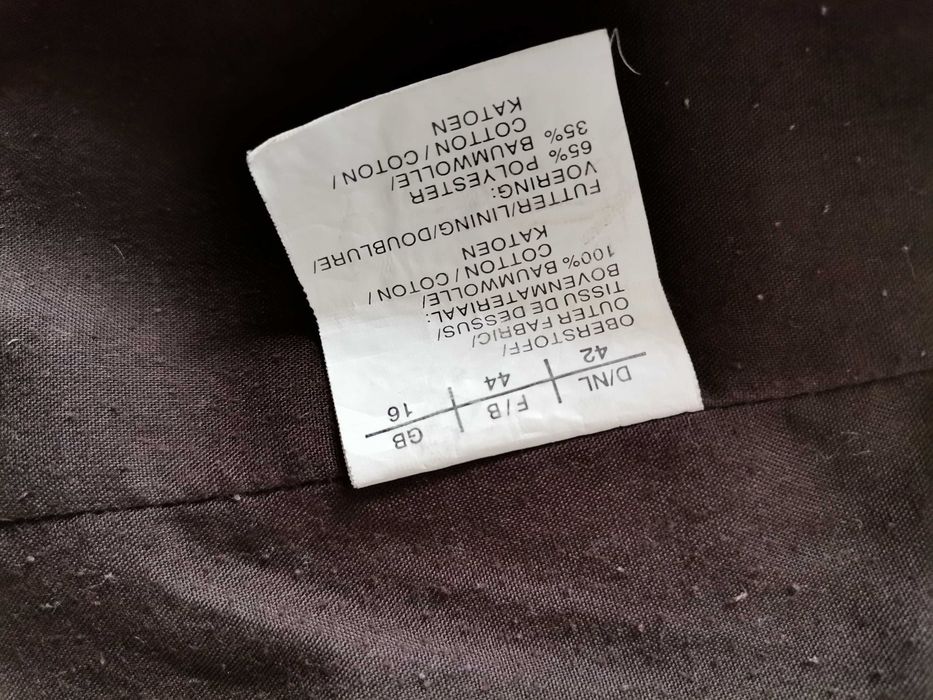 D/NL F/B GB
42 44 16
OBERSTOFF/
OUTER FABRIC/
TISSU DE DESSUS/
BOVENMATERIAAL:
100% BAUMWOLLE/
COTTON / COTON /
KATOEN
FUTTER/LINING/DOUBLURE/
VOERING:
65% POLYESTER
35% BAUMWOLLE/
COTTON / COTON /
KATOEN